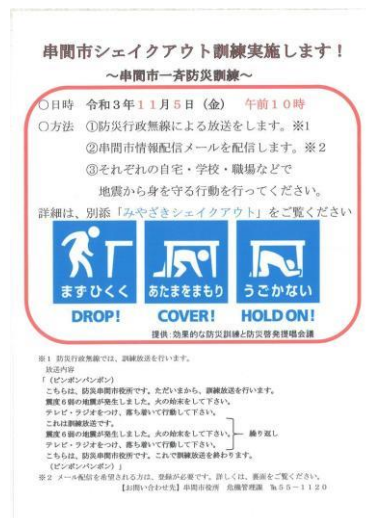 串間市シェイクアウト訓練実施します！
～串間市一斉防災訓練～
○日時 令和３年１１月５日（金） 午前１０時
○方法 ①防災行政無線による放送をします。※1
②串間市情報配信メールを配信します。※２
③それぞれの自宅・学校・職場などで
地震から身を守る行動を行ってください。
詳細は、別添「みやざきシェイクアウト」をご覧ください
まずひくく あたまをまもり うごかない
DROP! COVER! HOLD ON!
提供:効果的な防災訓練と防災啓発提唱会議
※１ 防災行政無線では、訓練放送を行います。
放送内容
「（ピンポンパンポン）
こちらは、防災串間市役所です。ただいまから、訓練放送を行います。
震度６弱の地震が発生しました。火の始末をして下さい。
テレビ・ラジオをつけ、落ち着いて行動して下さい。
これは訓練放送です。
震度６弱の地震が発生しました。火の始末をして下さい。 繰り返し
テレビ・ラジオをつけ、落ち着いて行動して下さい。
こちらは、防災串間市役所です。これで訓練放送を終わります。
（ピンポンパンポン）」
※２ メール配信を希望される方は、登録が必要です。詳しくは、裏面をご覧ください。
【お問い合わせ先】串間市役所 危機管理課 ℡５５－１１２０